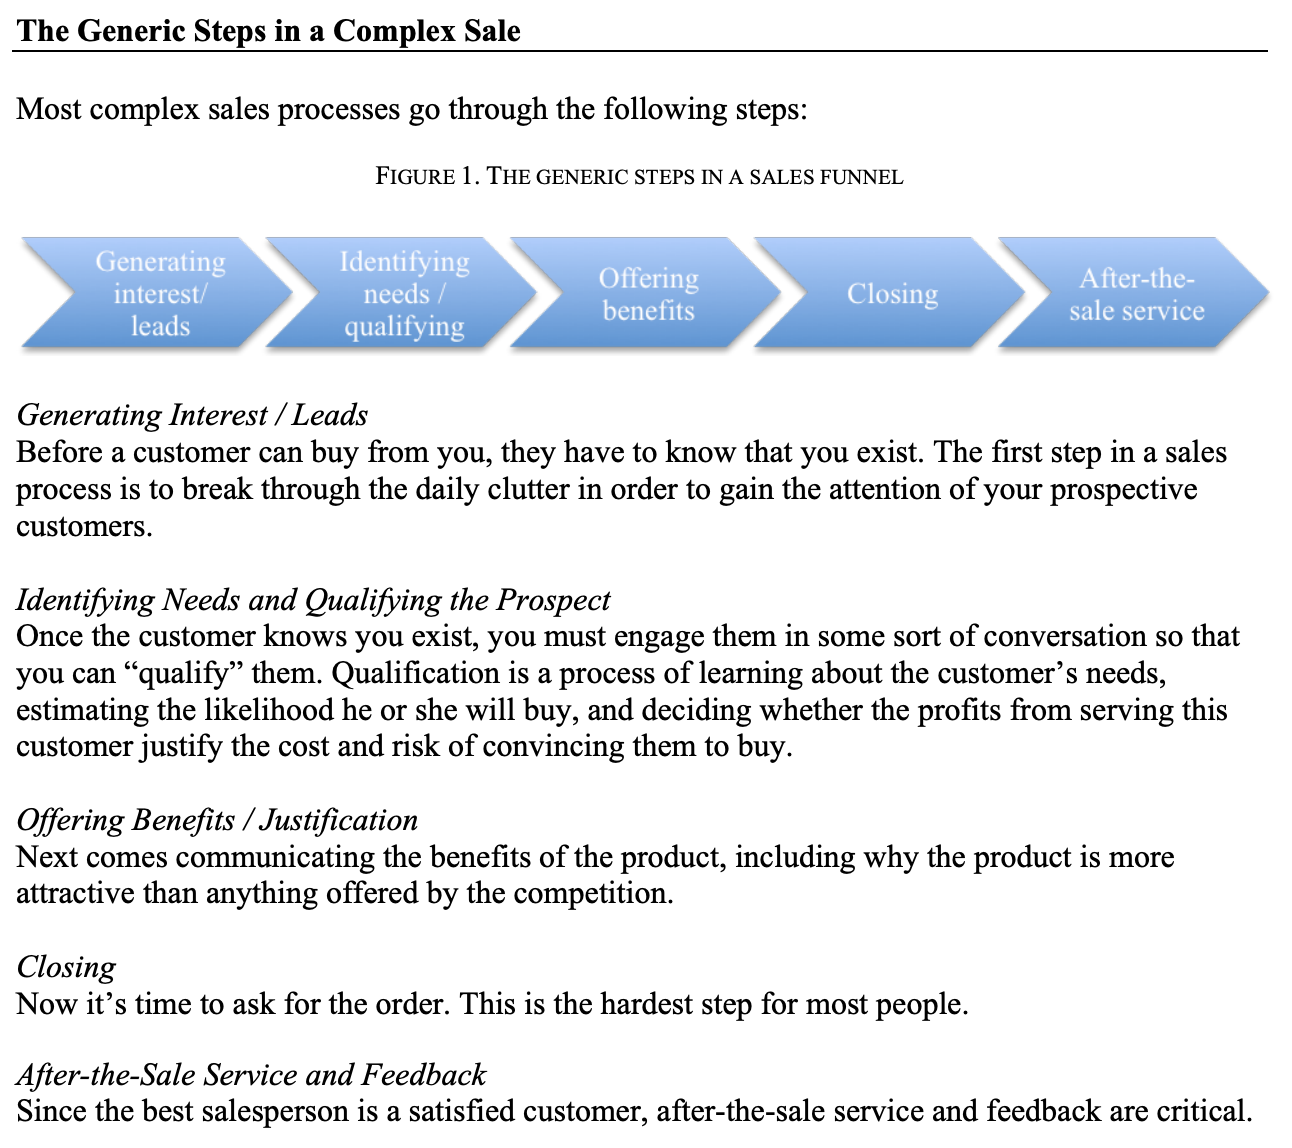 The Generic Steps in a Complex Sale
Most complex sales processes go through the following steps:
FIGURE 1. THE GENERIC STEPS IN A SALES FUNNEL
Generating
interest/
leads
Identifying
needs /
qualifying
Offering
benefits
Closing
After-the-
sale service
Generating Interest / Leads
Before a customer can buy from you, they have to know that you exist. The first step in a sales
process is to break through the daily clutter in order to gain the attention of your prospective
customers.
Identifying Needs and Qualifying the Prospect
Once the customer knows you exist, you must engage them in some sort of conversation so that
you can “qualify” them. Qualification is a process of learning about the customer’s needs,
estimating the likelihood he or she will buy, and deciding whether the profits from serving this
customer justify the cost and risk of convincing them to buy.
Offering Benefits / Justification
Next comes communicating the benefits of the product, including why the product is more
attractive than anything offered by the competition.
Closing
Now it’s time to ask for the order. This is the hardest step for most people.
After-the-Sale Service and Feedback
Since the best salesperson is a satisfied customer, after-the-sale service and feedback are critical.